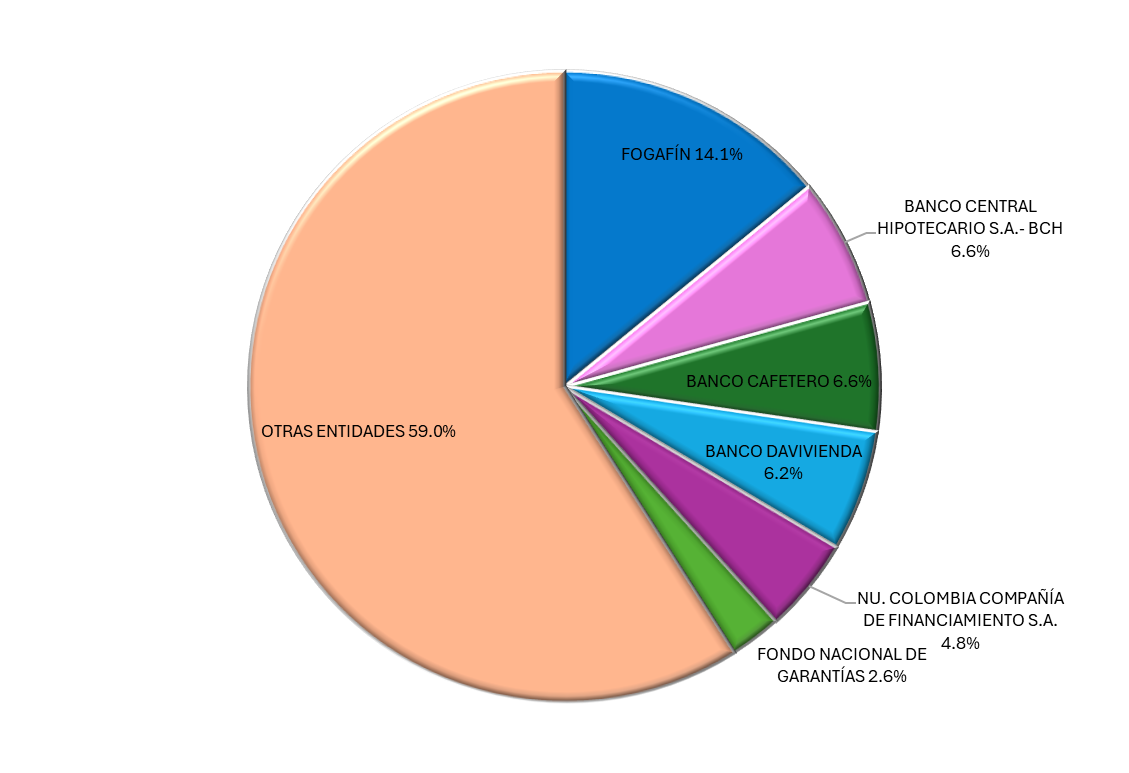 FOGAFÍN 14.1%
BANCO CENTRAL
HIPOTECARIO S.A.- BCH
6.6%
BANCO CAFETERO 6.6%
BANCO DAVIVIENDA
6.2%
NU. COLOMBIA COMPAÑÍA
DE FINANCIAMIENTO S.A.
4.8%
FONDO NACIONAL DE
GARANTÍAS 2.6%
OTRAS ENTIDADES 59.0%